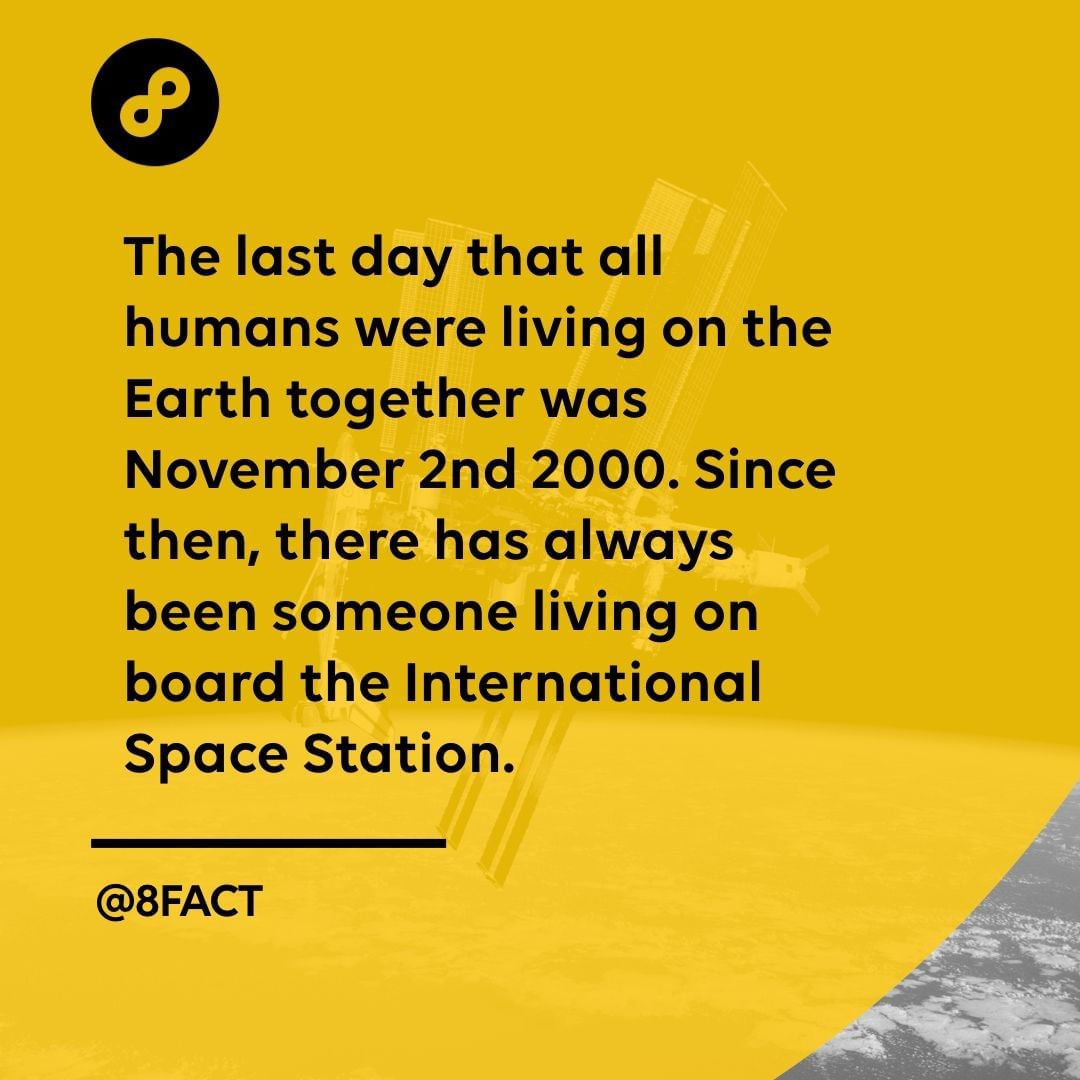 The last day that all
humans were living on the
Earth together was
November 2nd 2000. Since
then, there has always
been someone living on
board the International
Space Station.
@8FACT